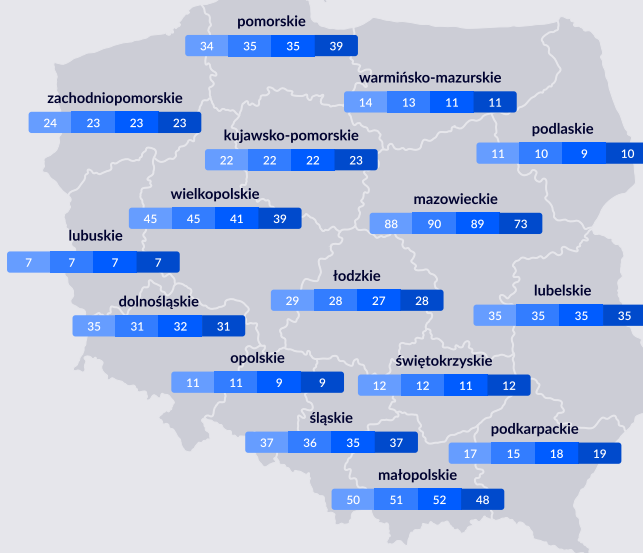 pomorskie
34 35 35 39
warmińsko-mazurskie
14 13 11 11
zachodniopomorskie
24 23 23 23
kujawsko-pomorskie
22 22 22 23
podlaskie
11 10 9 10
wielkopolskie
45 45 41 39
mazowieckie
88 90 89 73
lubuskie
7 7 7 7
łodzkie
29 28 27 28
lubelskie
35 35 35 35
dolnośląskie
35 31 32 31
opolskie
11 11 9 9
świętokrzyskie
12 12 11 12
śląskie
37 36 35 37
podkarpackie
17 15 18 19
małopolskie
50 51 52 48